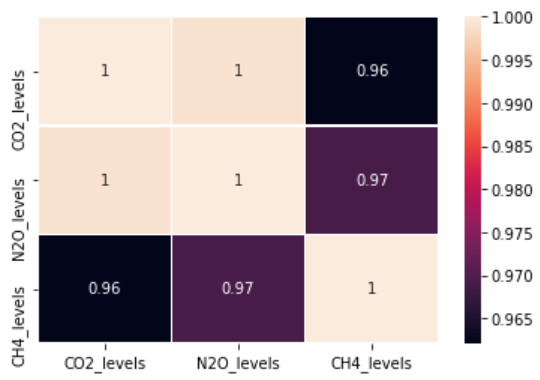 1.000
CO2_levels 1 1 0.96 0.995
0.990
0.985
N2O_levels 1 1 0.97 0.980
0.975
CH4_levels 0.96 0.97 1 0.970
0.965
CO2_levels N2O_levels CH4_levels